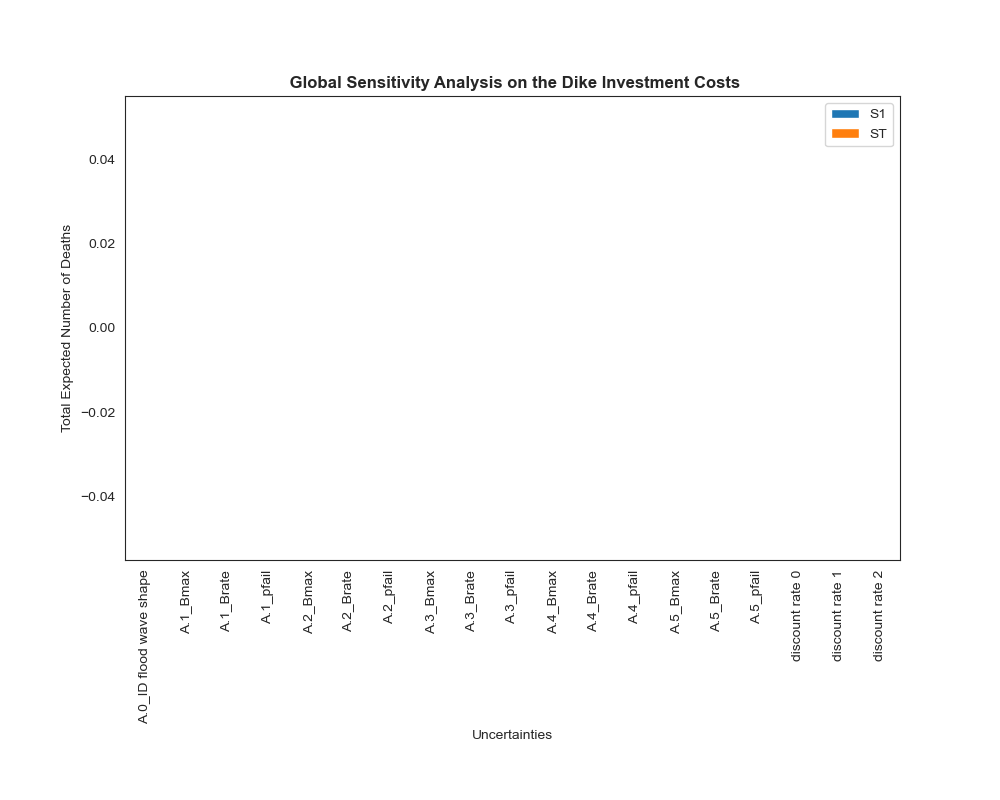 Global Sensitivity Analysis on the Dike Investment Costs
S1
ST
Total Expected Number of Deaths
0.04
0.02
0.00
−0.02
−0.04
A.0_ID flood wave shape
A.1_Bmax
A.1_Brate
A.1_pfail
A.2_Bmax
A.2_Brate
A.2_pfail
A.3_Bmax
A.3_Brate
A.3_pfail
A.4_Bmax
A.4_Brate
A.4_pfail
A.5_Bmax
A.5_Brate
A.5_pfail
discount rate 0
discount rate 1
discount rate 2
Uncertainties